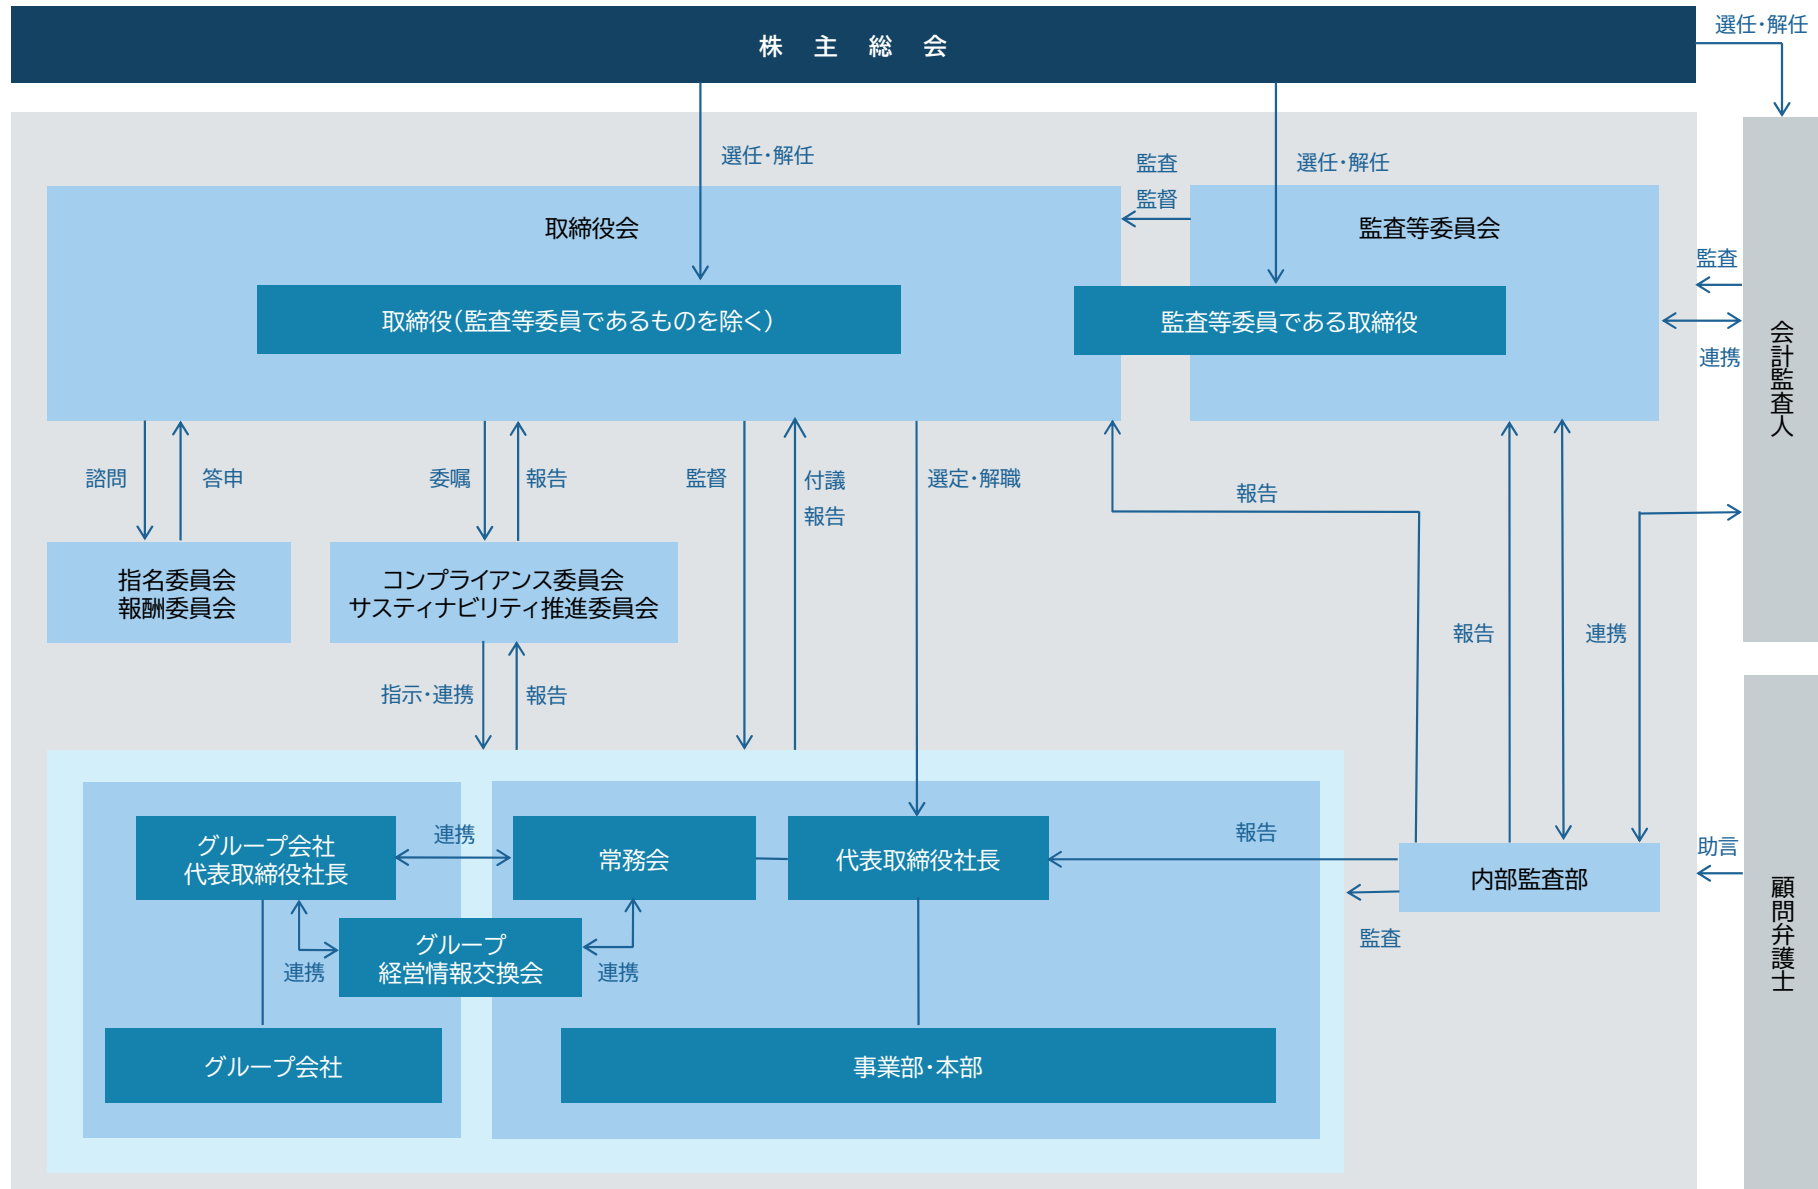 株主総会
選任・解任
選任・解任
監査
監督
選任・解任
取締役会
監査等委員会
取締役（監査等委員であるものを除く）
監査等委員である取締役
監査
連携
会計監査人
諮問
答申
委嘱
報告
監督
付議
報告
選定・解職
報告
指名委員会
報酬委員会
コンプライアンス委員会
サスティナビリティ推進委員会
報告
連携
指示・連携
報告
グループ会社
代表取締役社長
連携
常務会
代表取締役社長
報告
内部監査部
助言
顧問弁護士
監査
連携
グループ
経営情報交換会
連携
グループ会社
事業部・本部